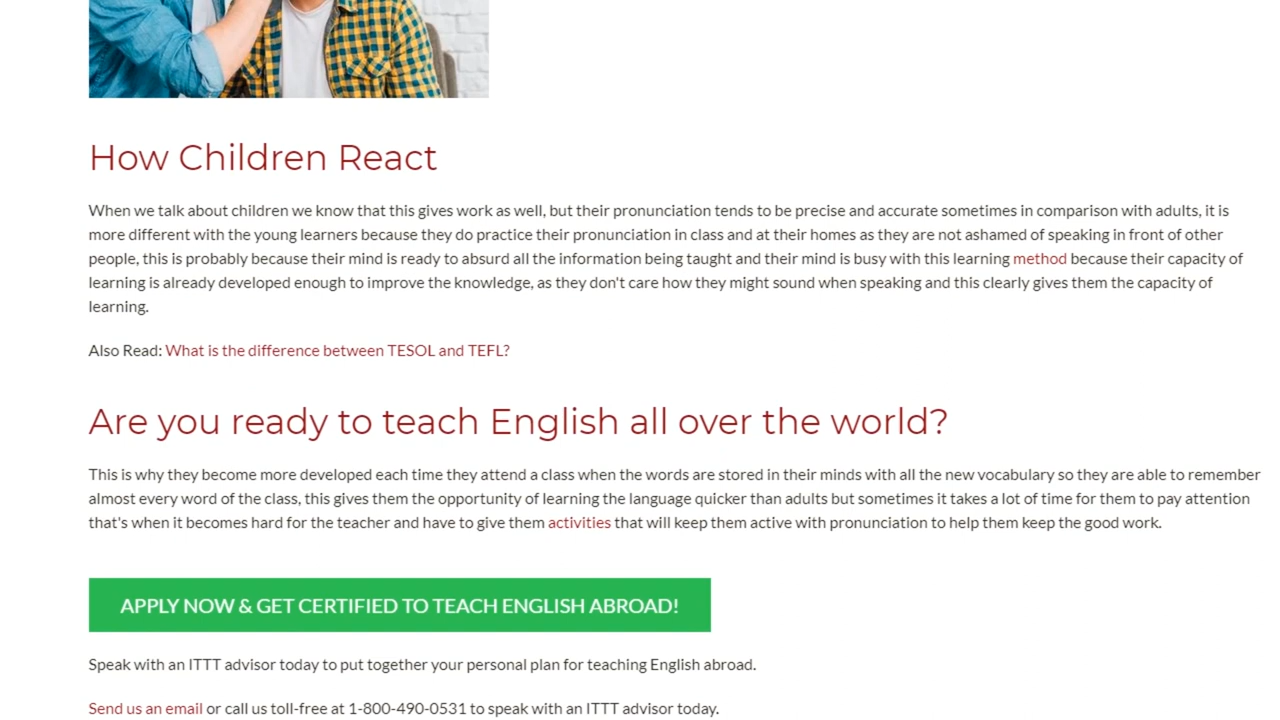 How Children React
When we talk about children we know that this gives work as well, but their pronunciation tends to be precise and accurate sometimes in comparison with adults, it is
more different with the young learners because they do practice their pronunciation in class and at their homes as they are not ashamed of speaking in front of other
people, this is probably because their mind is ready to absurd all the information being taught and their mind is busy with this learning method because their capacity of
learning is already developed enough to improve the knowledge, as they don't care how they might sound when speaking and this clearly gives them the capacity of
learning.
Also Read: What is the difference between TESOL and TEFL?
Are you ready to teach English all over the world?
This is why they become more developed each time they attend a class when the words are stored in their minds with all the new vocabulary so they are able to remember
almost every word of the class, this gives them the opportunity of learning the language quicker than adults but sometimes it takes a lot of time for them to pay attention
that's when it becomes hard for the teacher and have to give them activities that will keep them active with pronunciation to help them keep the good work.
APPLY NOW & GET CERTIFIED TO TEACH ENGLISH ABROAD!
Speak with an ITTT advisor today to put together your personal plan for teaching English abroad.
Send us an email or call us toll-free at 1-800-490-0531 to speak with an ITTT advisor today.